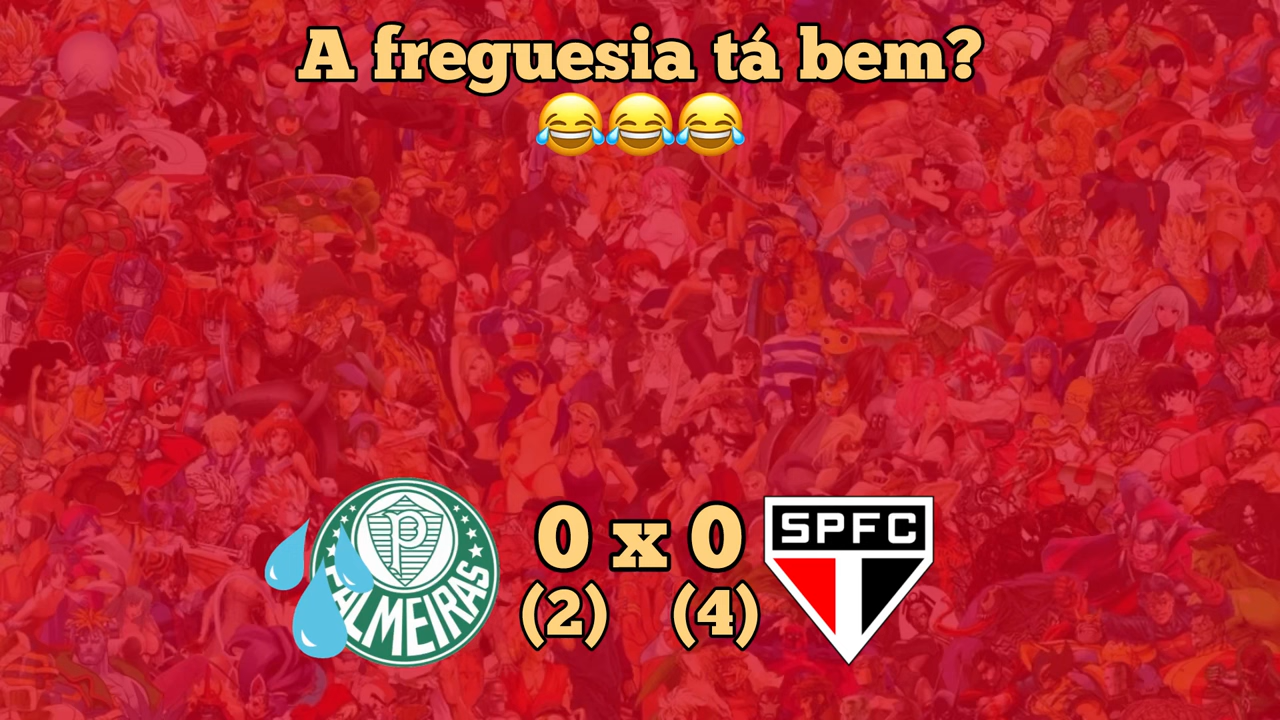 A freguesia tá bem?
😂😂😂
0 x 0
(2) (4)
PALMEIRAS
P
SPFC